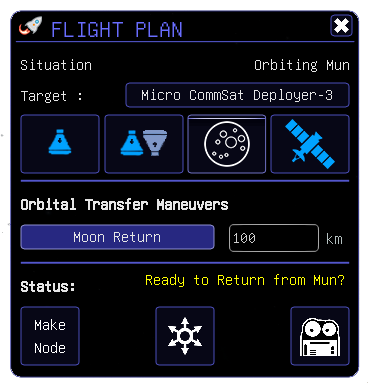 FLIGHT PLAN
Situation Orbiting Mun
Target : Micro CommSat Deployer-3
Orbital Transfer Maneuvers
Moon Return 100 km
Ready to Return from Mun?
Status:
Make
Node